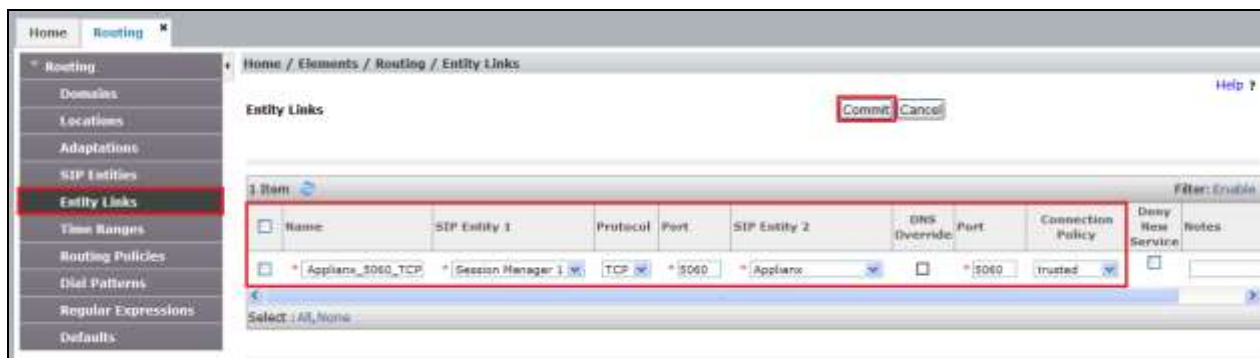 Home Routing ×
Routing
Domains
Locations
Adaptations
SIP Entities
Entity Links
Time Ranges
Routing Policies
Dial Patterns
Regular Expressions
Defaults
Home / Elements / Routing / Entity Links
Help ?
Entity Links
Commit Cancel
1 Item
Filter: Enable
Name SIP Entity 1 Protocol Port SIP Entity 2 DNS Override Port Connection Policy Deny New Service Notes
* Applianx_5060_TCP * Session Manager 1 TCP * 5060 * Applianx * 5060 trusted
Select : All, None